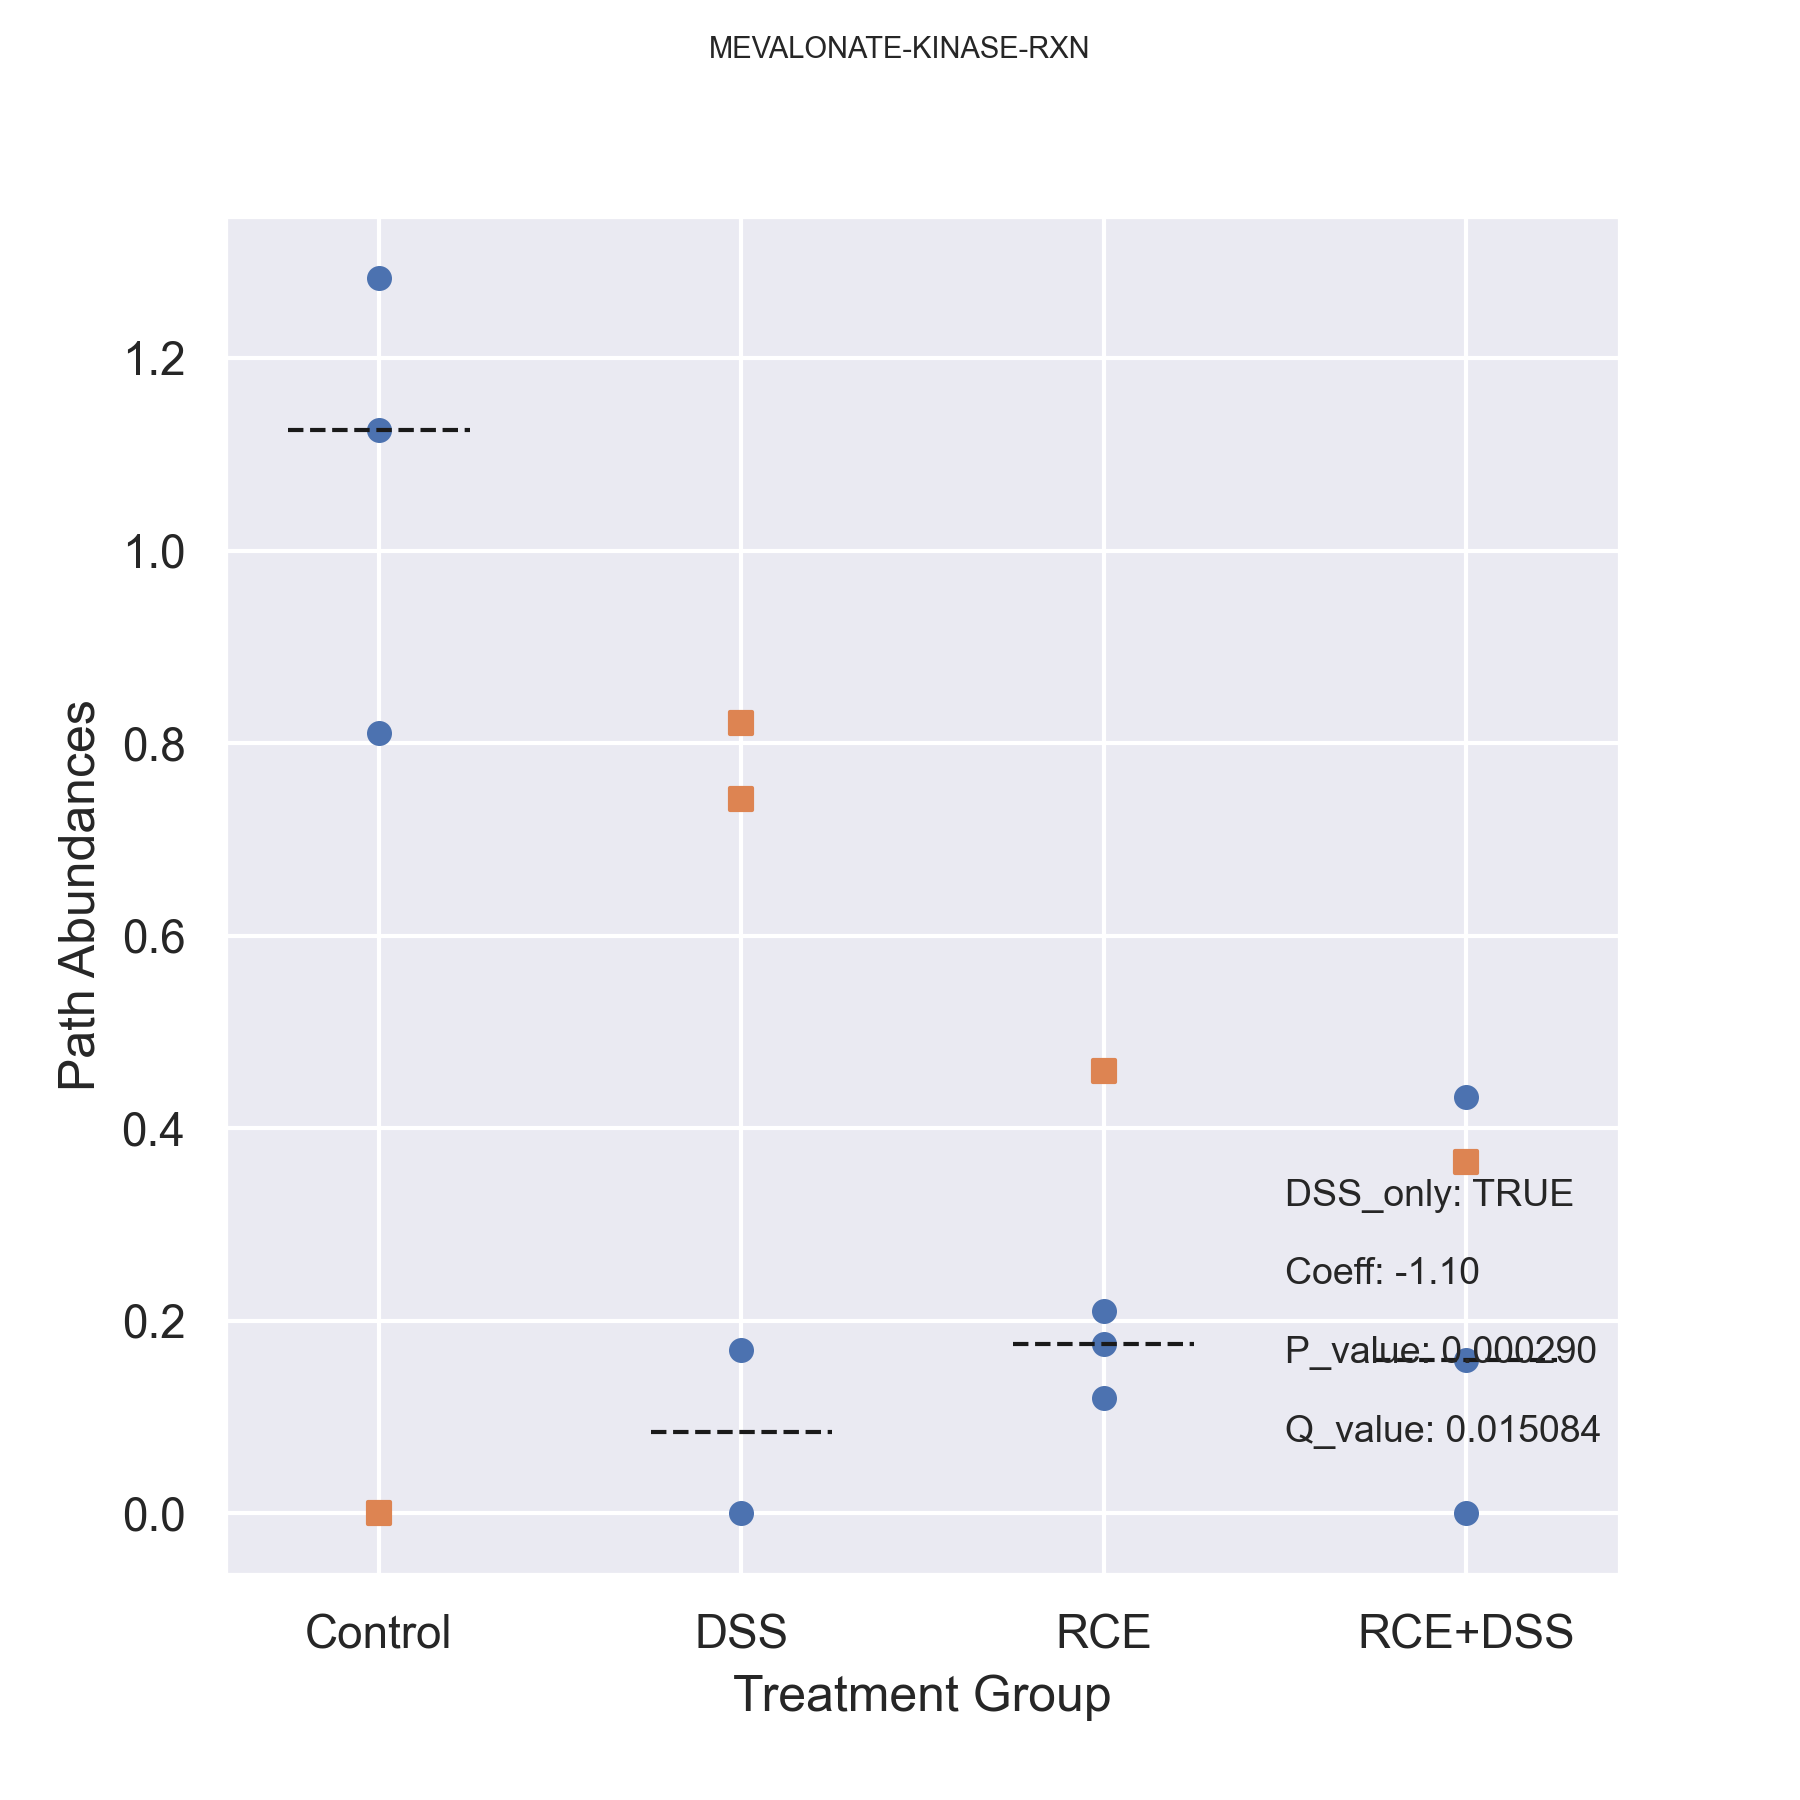 MEVALONATE-KINASE-RXN
1.2
1.0
0.8
0.6
0.4
0.2
0.0
Path Abundances
DSS_only: TRUE
Coeff: -1.10
P_value: 0.000290
Q_value: 0.015084
Control DSS RCE RCE+DSS
Treatment Group